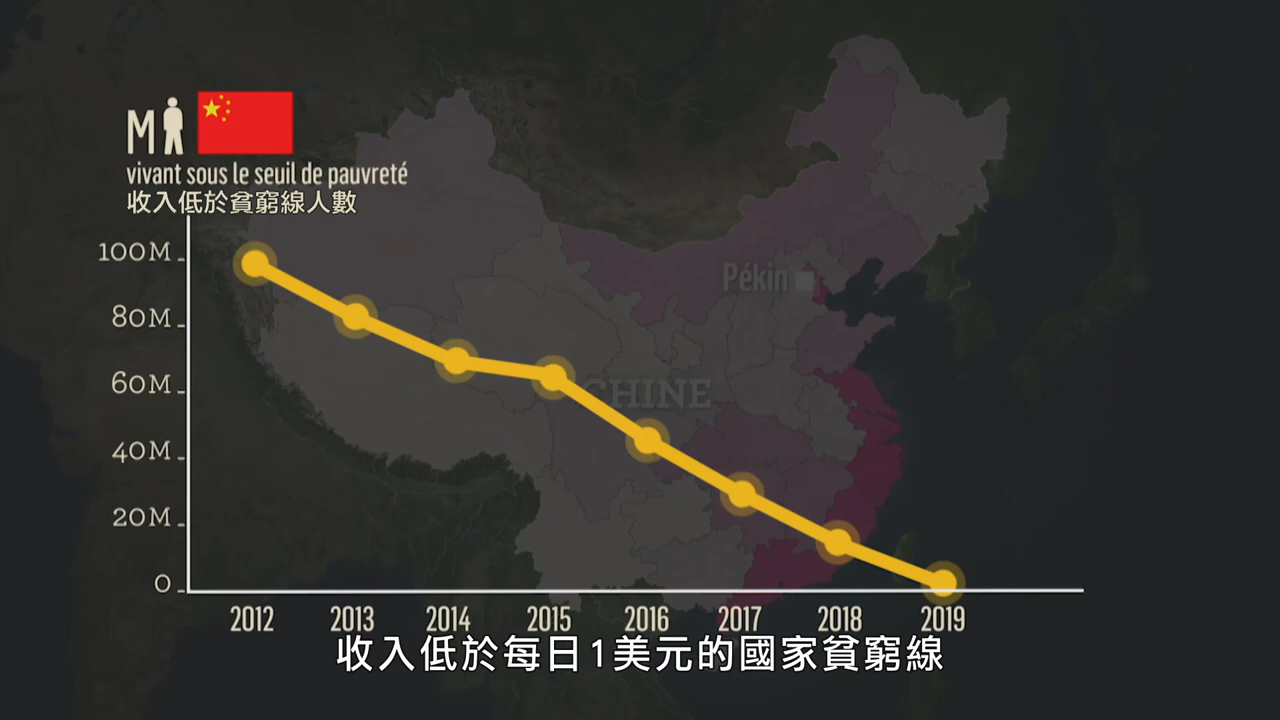 M
vivant sous le seuil de pauvreté
收入低於貧窮線人數
100M
80M
60M
40M
20M
0
Pékin
CHINE
2012 2013 2014 2015 2016 2017 2018 2019
收入低於每日1美元的國家貧窮線